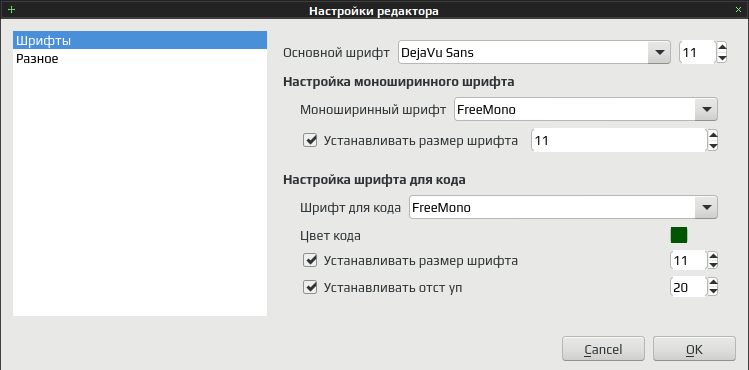 Настройки редактора
Шрифты
Разное
Основной шрифт DejaVu Sans 11
Настройка моноширинного шрифта
Моноширинный шрифт FreeMono
Устанавливать размер шрифта 11
Настройка шрифта для кода
Шрифт для кода FreeMono
Цвет кода
Устанавливать размер шрифта 11
Устанавливать отст уп 20
Cancel OK